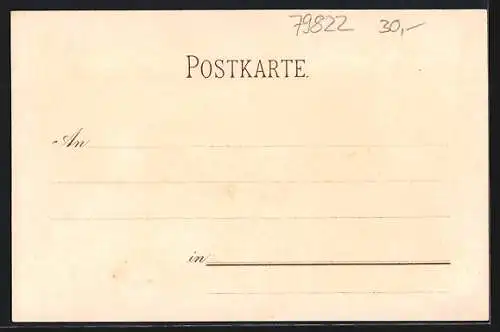 79822 30,-
POSTKARTE.
An
in